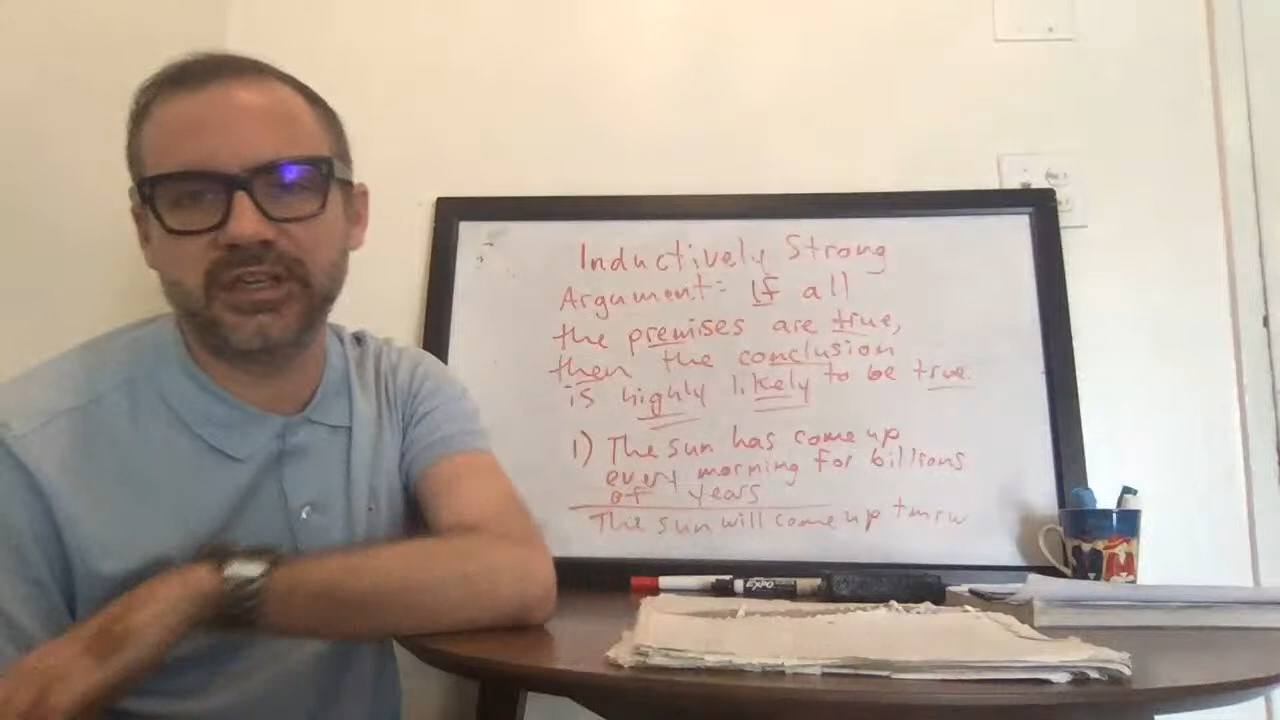 Inductively Strong
Argument: If all
the premises are true,
then the conclusion
is highly likely to be true.
1) The sun has come up
every morning for billions
of years
The sun will come up tmrw
EXPO